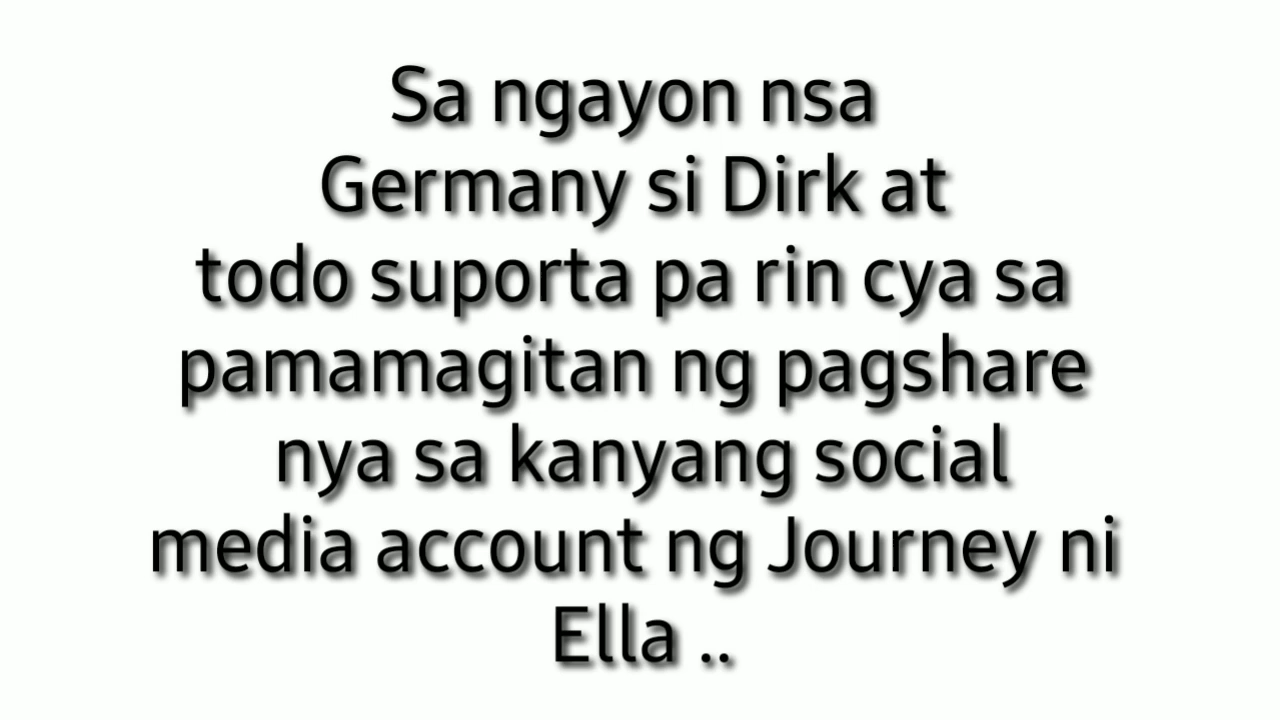 Sa ngayon nsa
Germany si Dirk at
todo suporta pa rin cya sa
pamamagitan ng pagshare
nya sa kanyang social
media account ng Journey ni
Ella ..